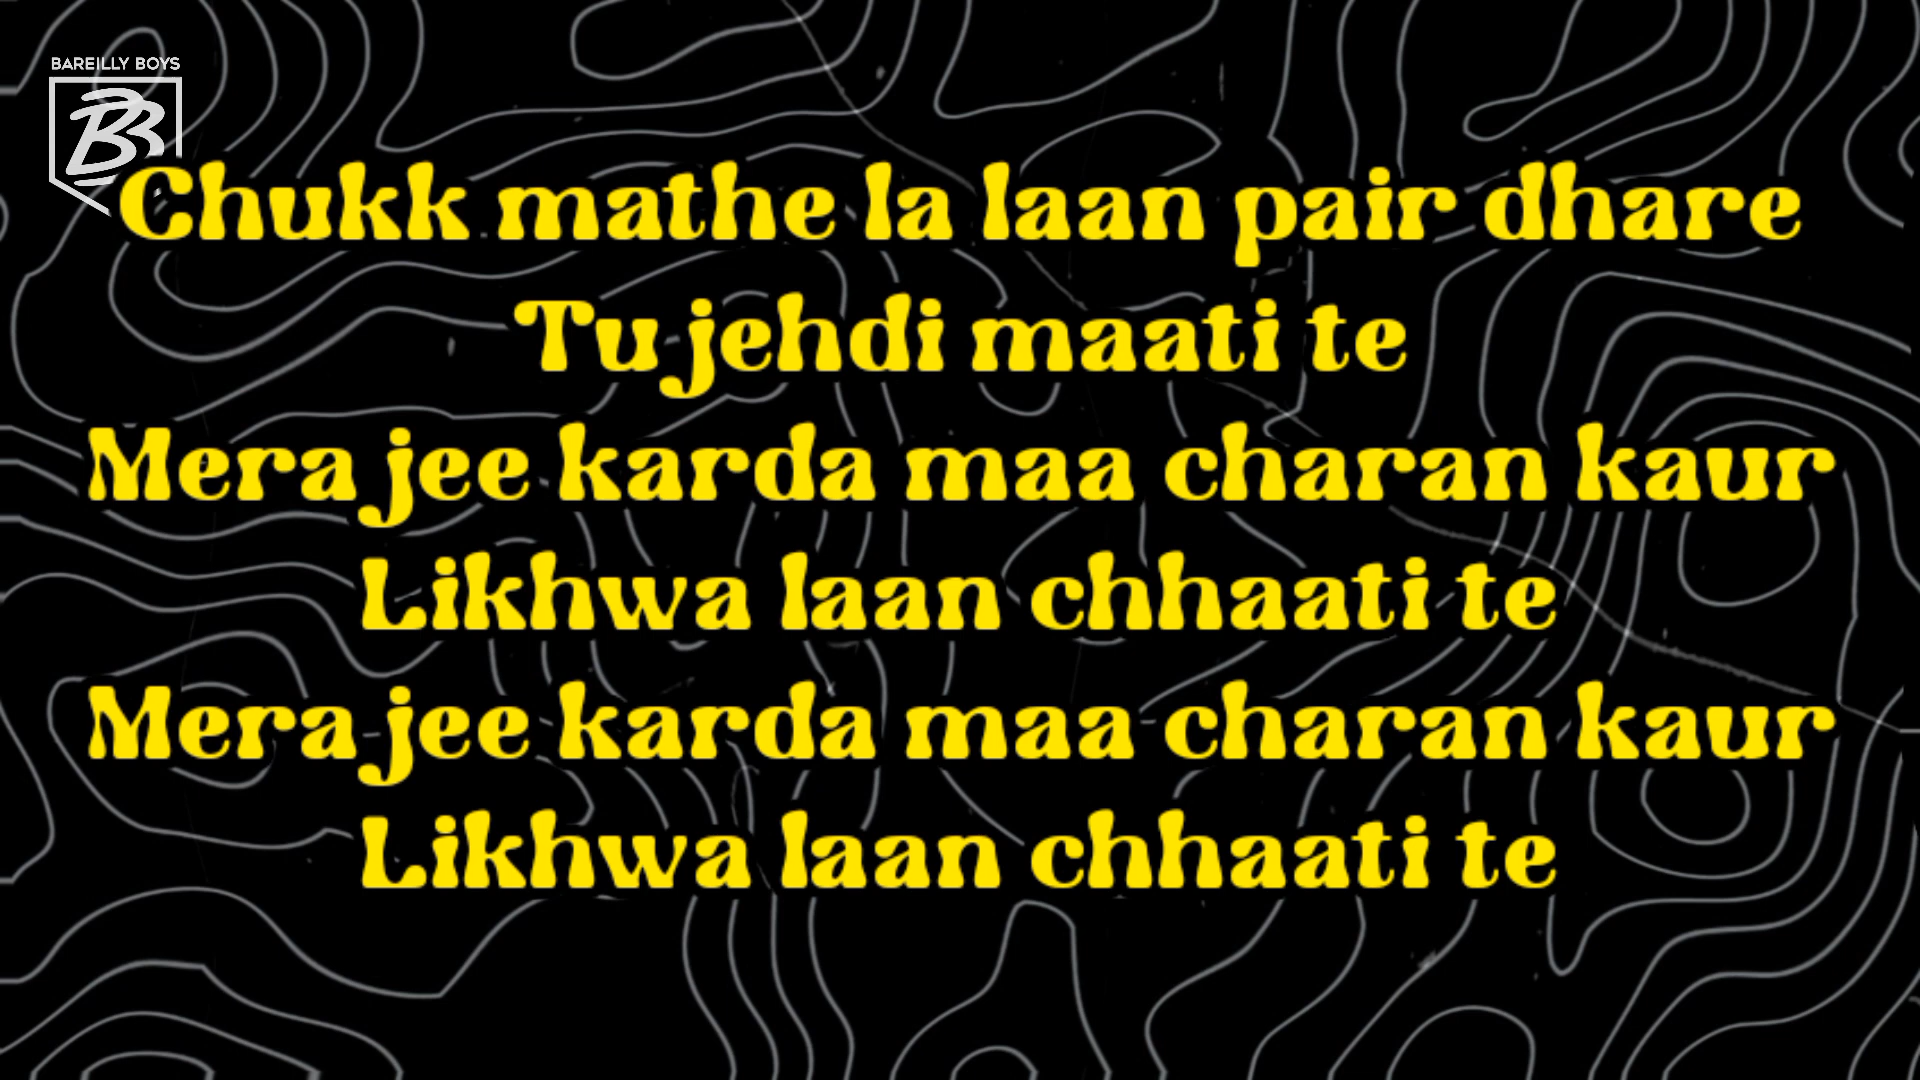 BAREILLY BOYS
BB
Chukk mathe la laan pair dhare
Tu jehdi maati te
Mera jee karda maa charan kaur
Likhwa laan chhaati te
Mera jee karda maa charan kaur
Likhwa laan chhaati te